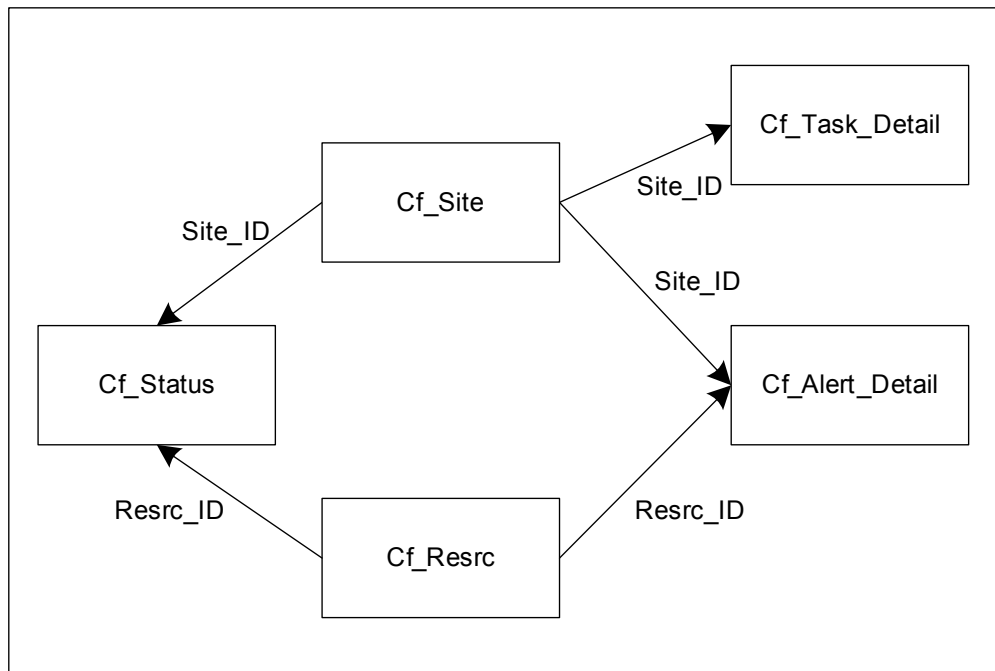 Cf_Task_Detail
Cf_Site
Site_ID
Site_ID
Site_ID
Cf_Status
Cf_Alert_Detail
Resrc_ID
Resrc_ID
Cf_Resrc